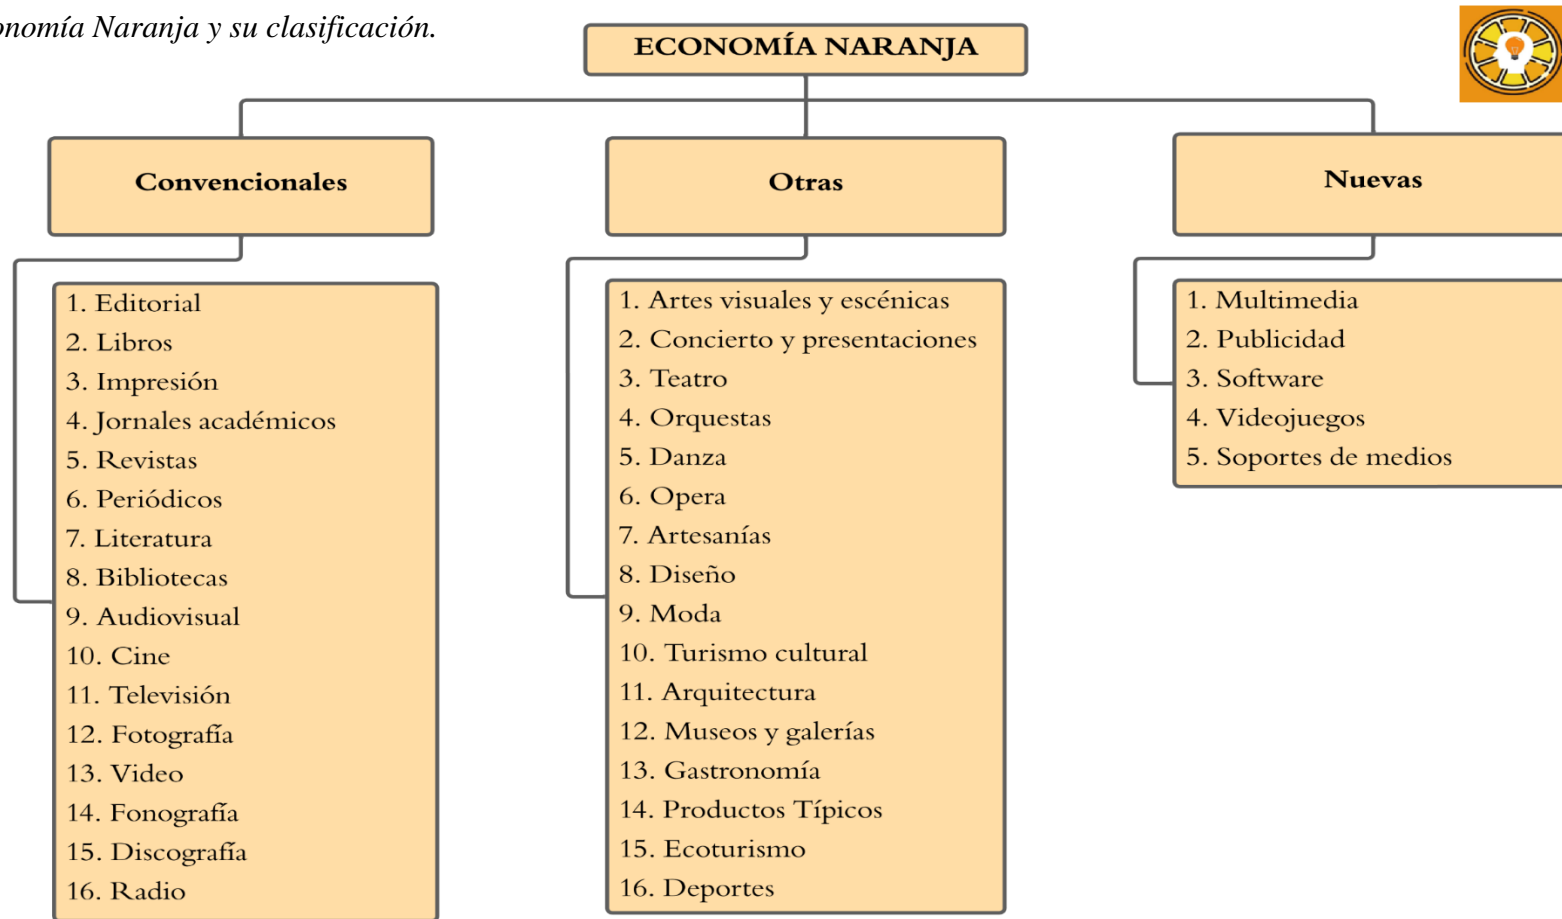 onomía Naranja y su clasificación.
ECONOMÍA NARANJA
Convencionales
1. Editorial
2. Libros
3. Impresión
4. Jornales académicos
5. Revistas
6. Periódicos
7. Literatura
8. Bibliotecas
9. Audiovisual
10. Cine
11. Televisión
12. Fotografía
13. Video
14. Fonografía
15. Discografía
16. Radio
Otras
1. Artes visuales y escénicas
2. Concierto y presentaciones
3. Teatro
4. Orquestas
5. Danza
6. Opera
7. Artesanías
8. Diseño
9. Moda
10. Turismo cultural
11. Arquitectura
12. Museos y galerías
13. Gastronomía
14. Productos Típicos
15. Ecoturismo
16. Deportes
Nuevas
1. Multimedia
2. Publicidad
3. Software
4. Videojuegos
5. Soportes de medios